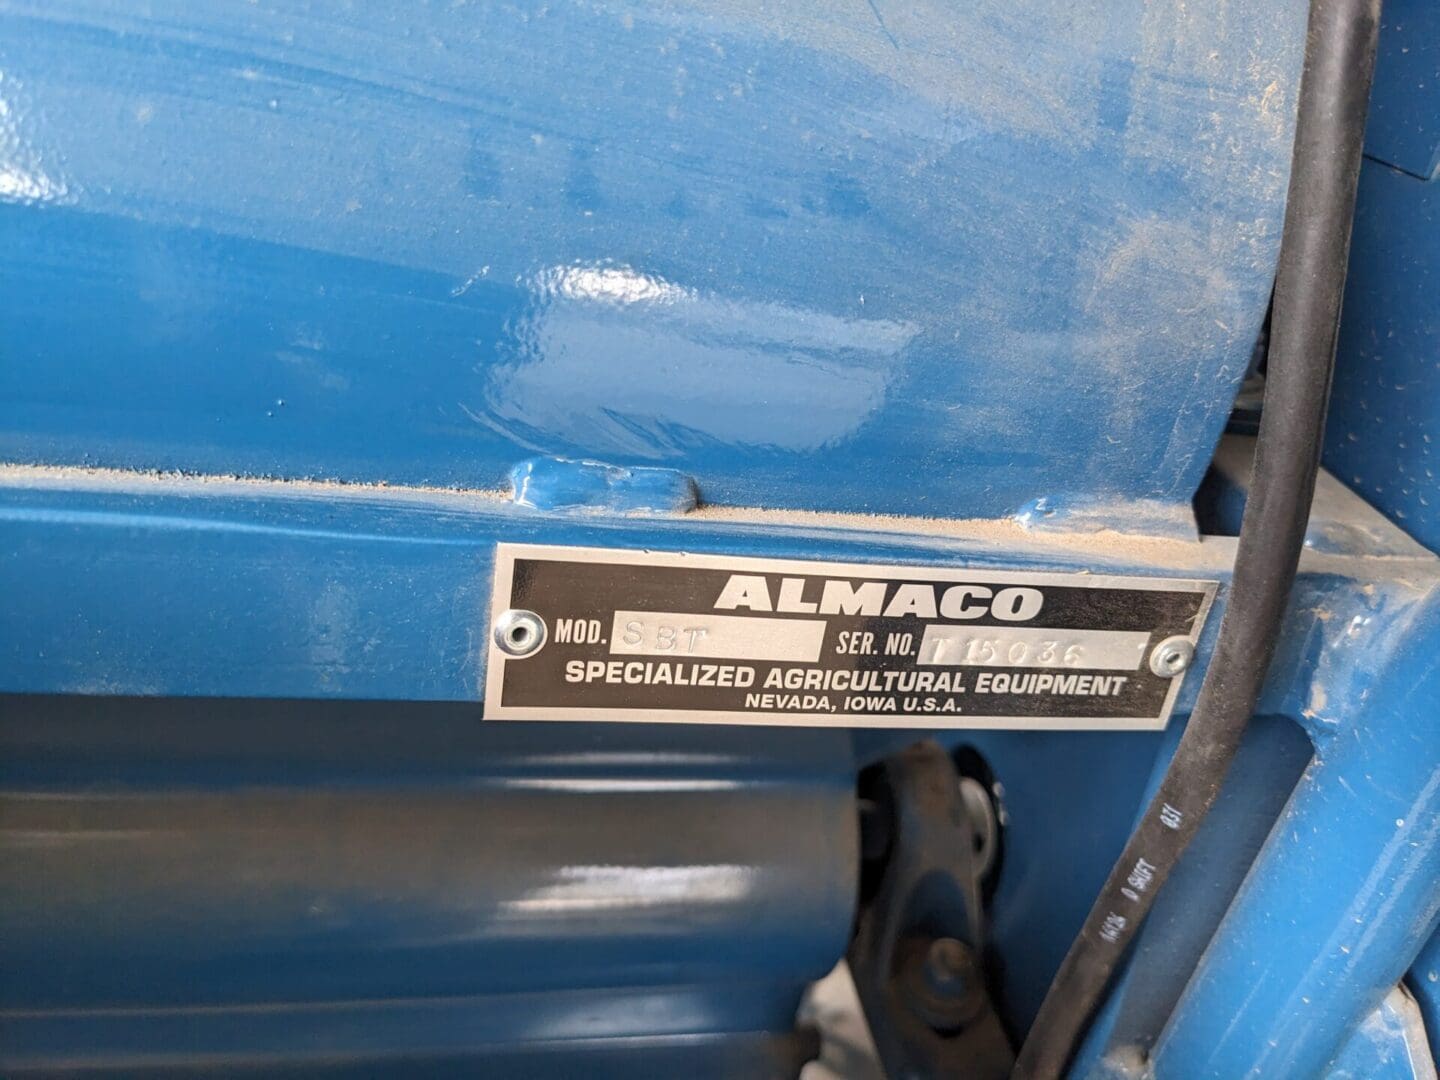 ALMACO
MOD. SBT SER. NO. T15036
SPECIALIZED AGRICULTURAL EQUIPMENT
NEVADA, IOWA U.S.A.